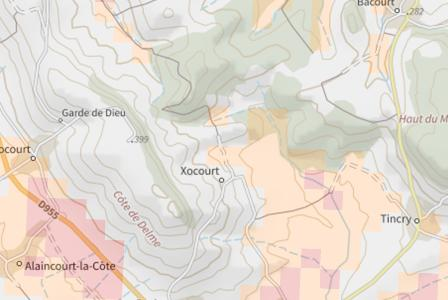 Bacourt
282
Garde de Dieu
399
Haut du M
ocourt
Xocourt
Côte de Delme
D955
Tincry
Alaincourt-la-Côte